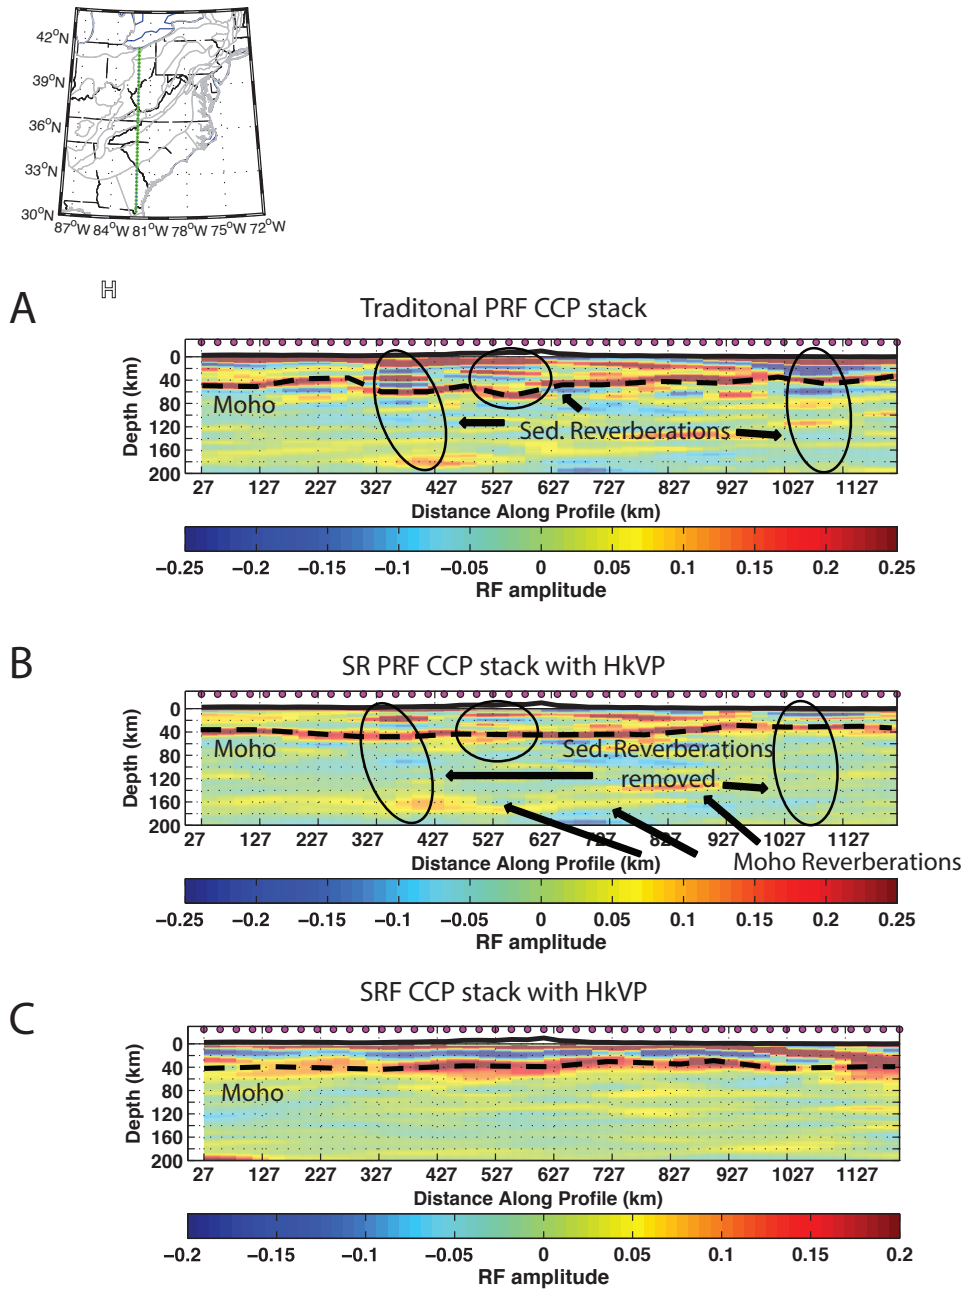 42°N
39°N
36°N
33°N
30°N
87°W 84°W 81°W 78°W 75°W 72°W
H
A
Traditonal PRF CCP stack
Depth (km)
0
40
80
120
160
200
Moho
Sed. Reverberations
27 127 227 327 427 527 627 727 827 927 1027 1127
Distance Along Profile (km)
−0.25 −0.2 −0.15 −0.1 −0.05 0 0.05 0.1 0.15 0.2 0.25
RF amplitude
B
SR PRF CCP stack with HkVP
Depth (km)
0
40
80
120
160
200
Moho
Sed. Reverberations
removed
27 127 227 327 427 527 627 727 827 927 1027 1127
Distance Along Profile (km)
Moho Reverberations
−0.25 −0.2 −0.15 −0.1 −0.05 0 0.05 0.1 0.15 0.2 0.25
RF amplitude
C
SRF CCP stack with HkVP
Depth (km)
0
40
80
120
160
200
Moho
27 127 227 327 427 527 627 727 827 927 1027 1127
Distance Along Profile (km)
−0.2 −0.15 −0.1 −0.05 0 0.05 0.1 0.15 0.2
RF amplitude